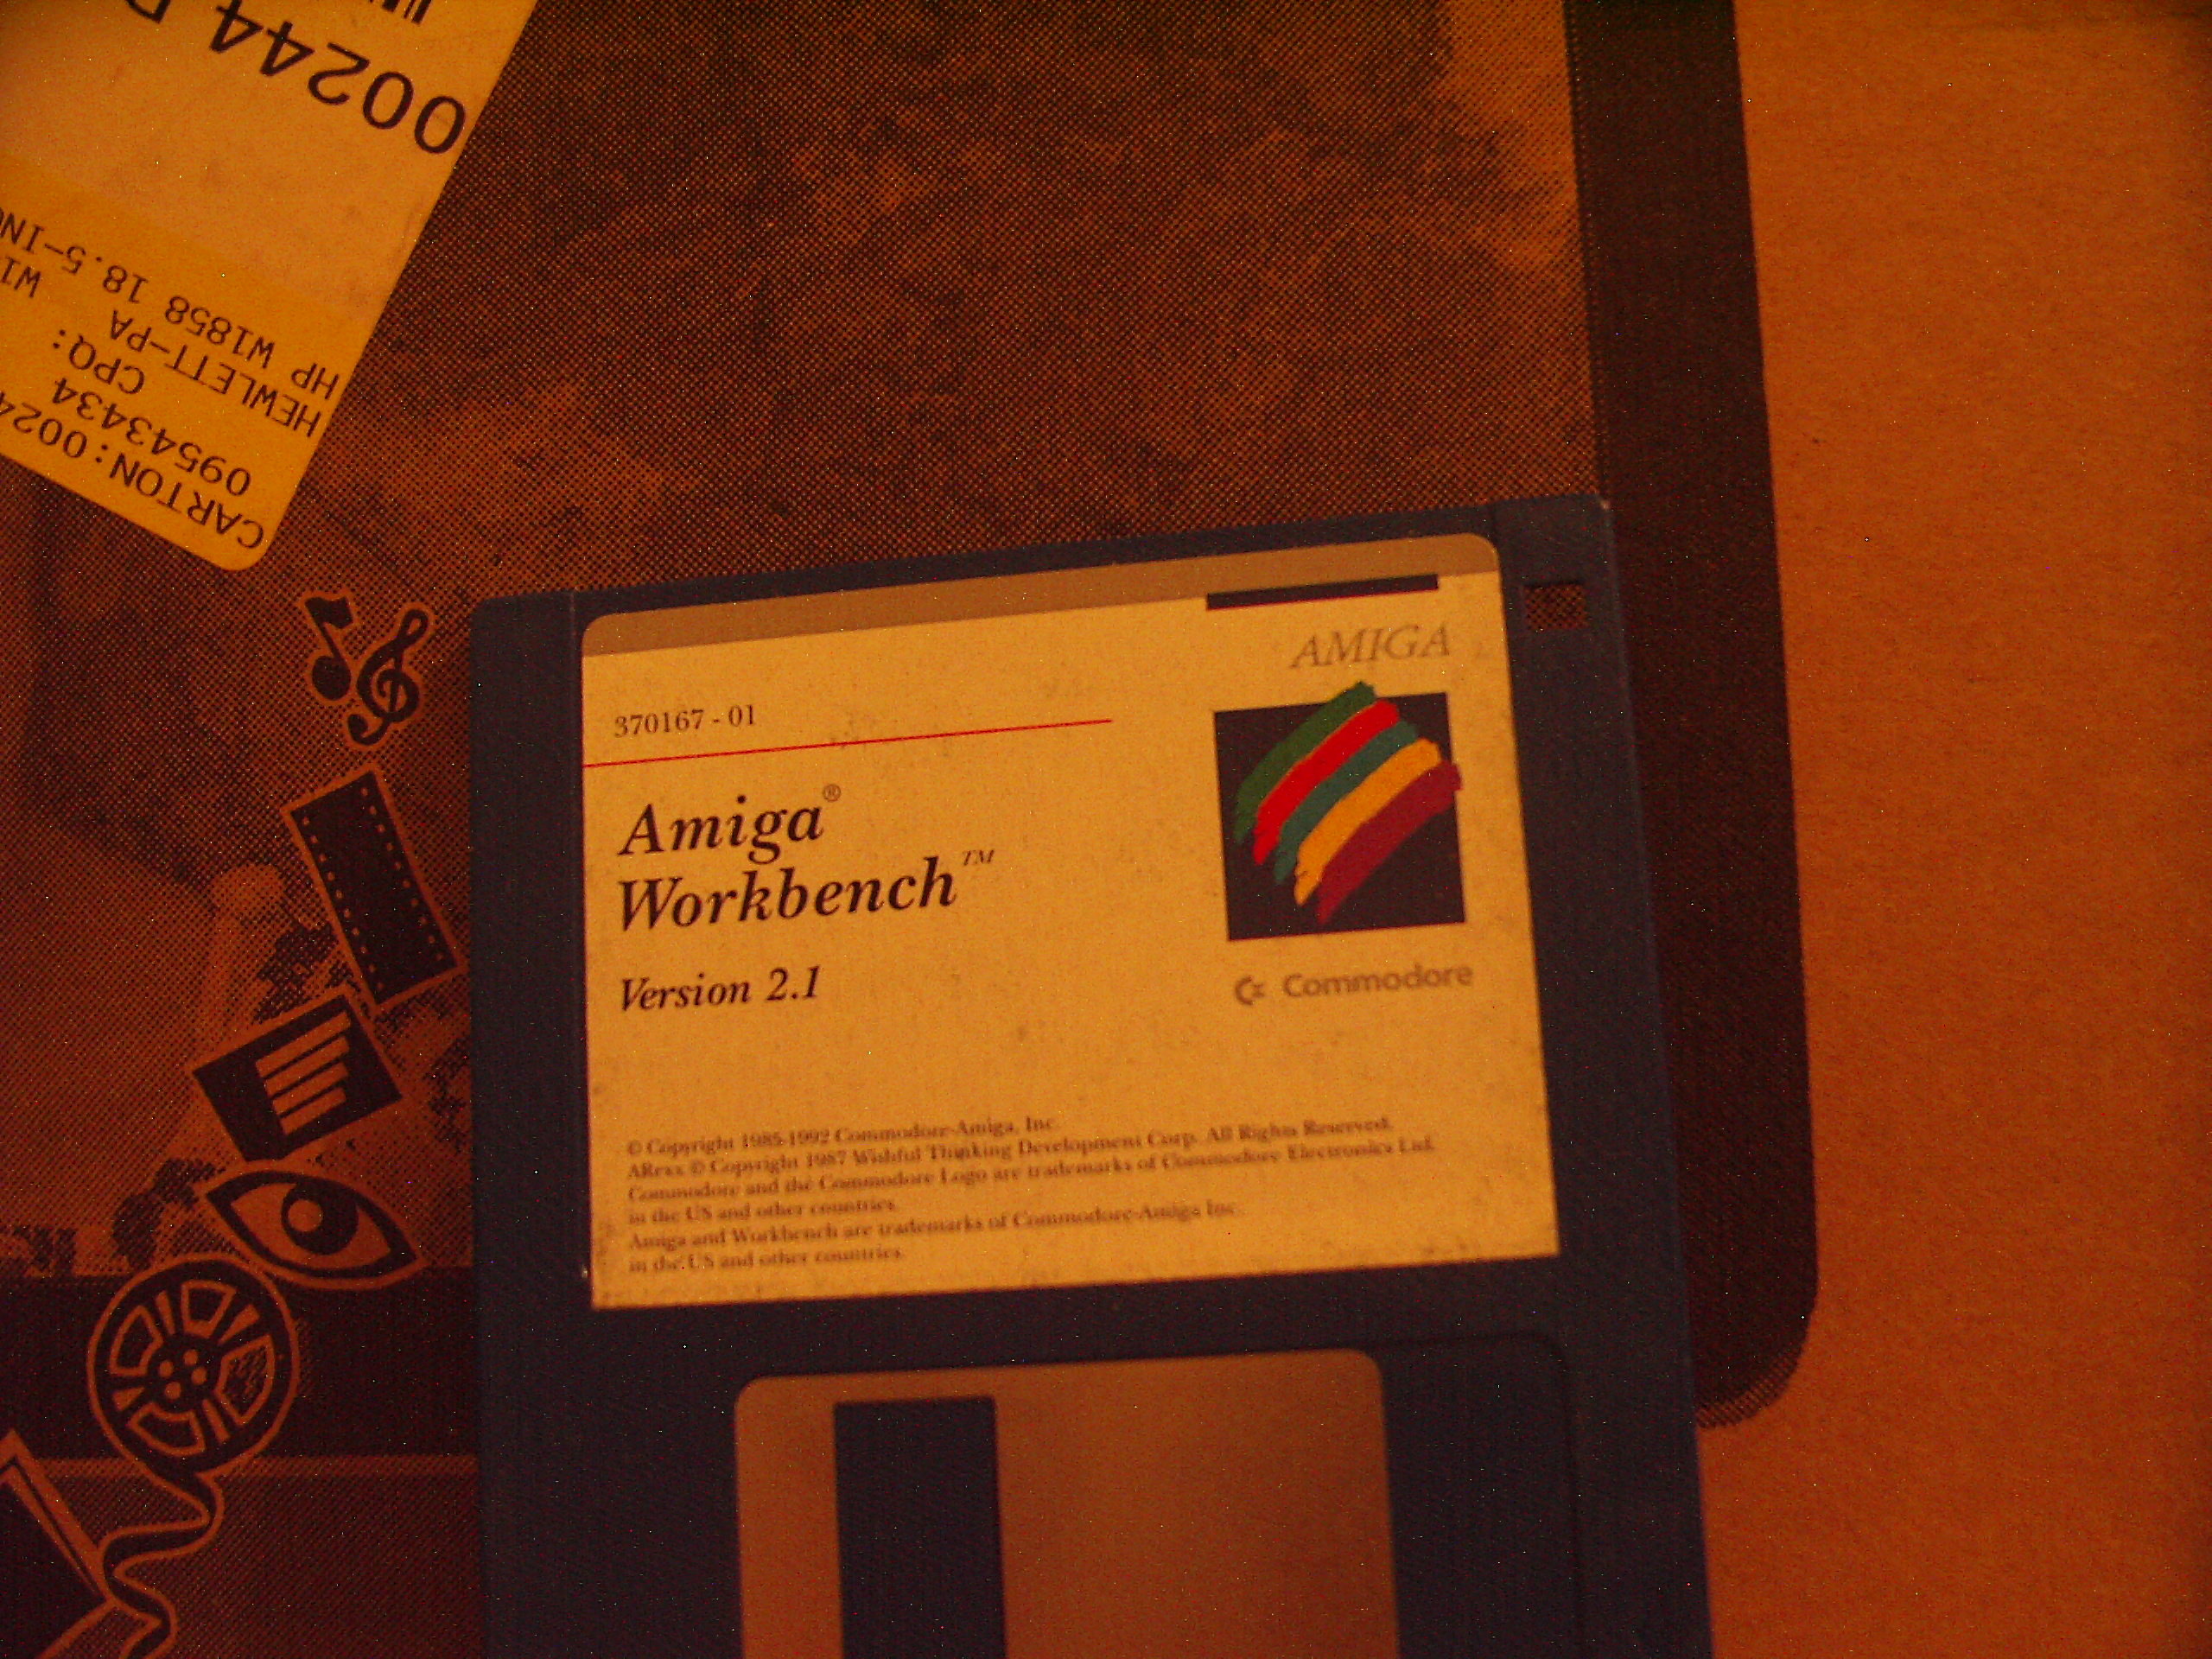 00244
HP W1858 18.5-IN
HEWLETT-PA
0954343​4 CPQ:
CARTON:0024
AMIGA
370167 - 01
Amiga®
Workbench™
Version 2.1
Commodore
© Copyright 1985-1992 Commodore-Amiga, Inc.
ARexx © Copyright 1987 Wishful Thinking Development Corp. All Rights Reserved.
Commodore and the Commodore Logo are trademarks of Commodore Electronics Ltd.
in the US and other countries.
Amiga and Workbench are trademarks of Commodore-Amiga Inc.
in the US and other countries.